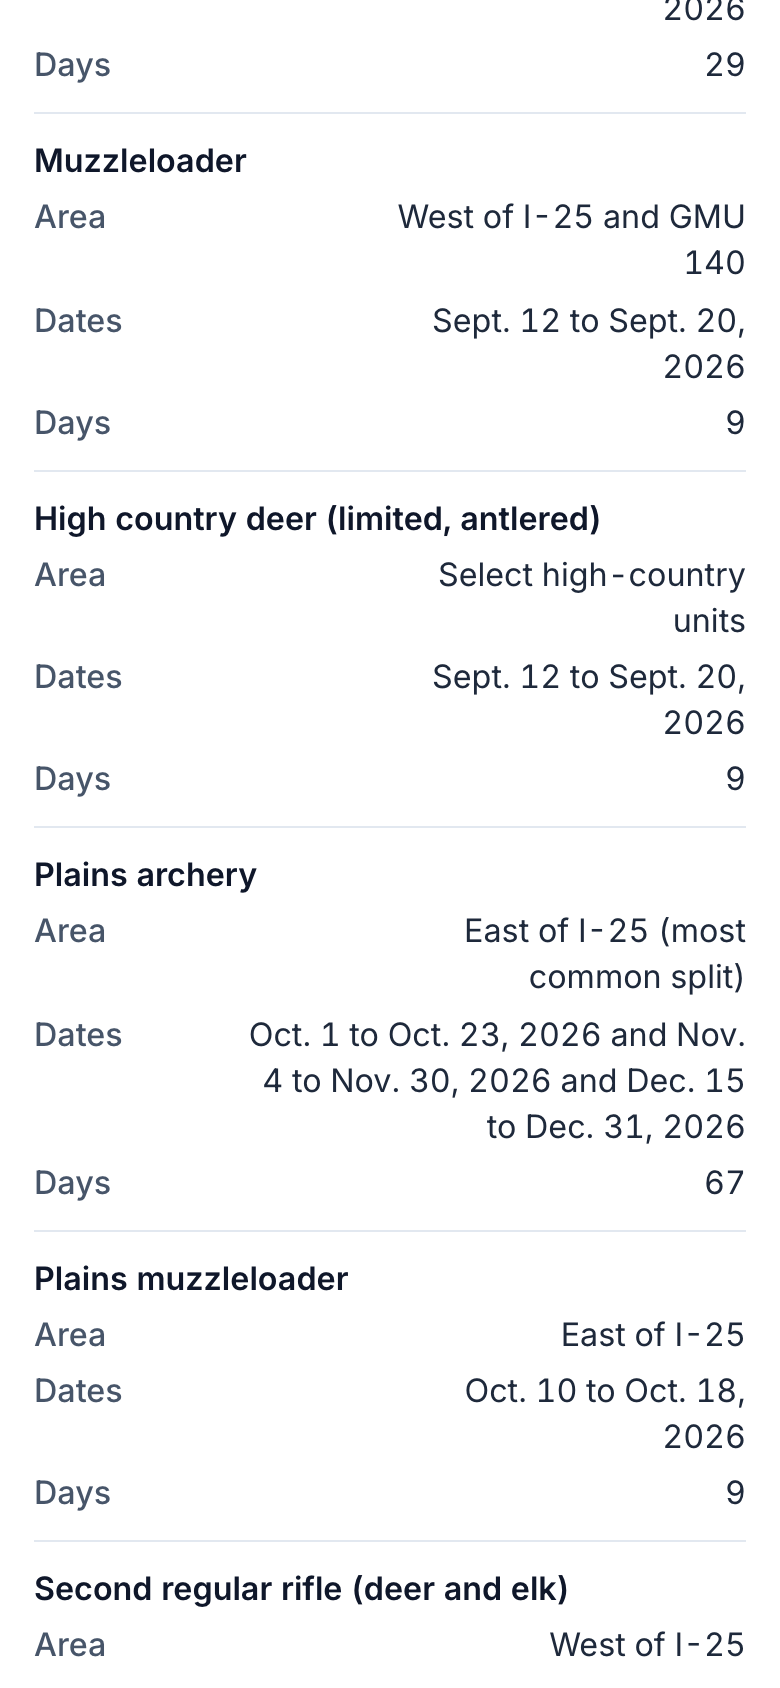 2026
Days 29
Muzzleloader
Area West of I-25 and GMU
140
Dates Sept. 12 to Sept. 20,
2026
Days 9
High country deer (limited, antlered)
Area Select high-country
units
Dates Sept. 12 to Sept. 20,
2026
Days 9
Plains archery
Area East of I-25 (most
common split)
Dates Oct. 1 to Oct. 23, 2026 and Nov.
4 to Nov. 30, 2026 and Dec. 15
to Dec. 31, 2026
Days 67
Plains muzzleloader
Area East of I-25
Dates Oct. 10 to Oct. 18,
2026
Days 9
Second regular rifle (deer and elk)
Area West of I-25